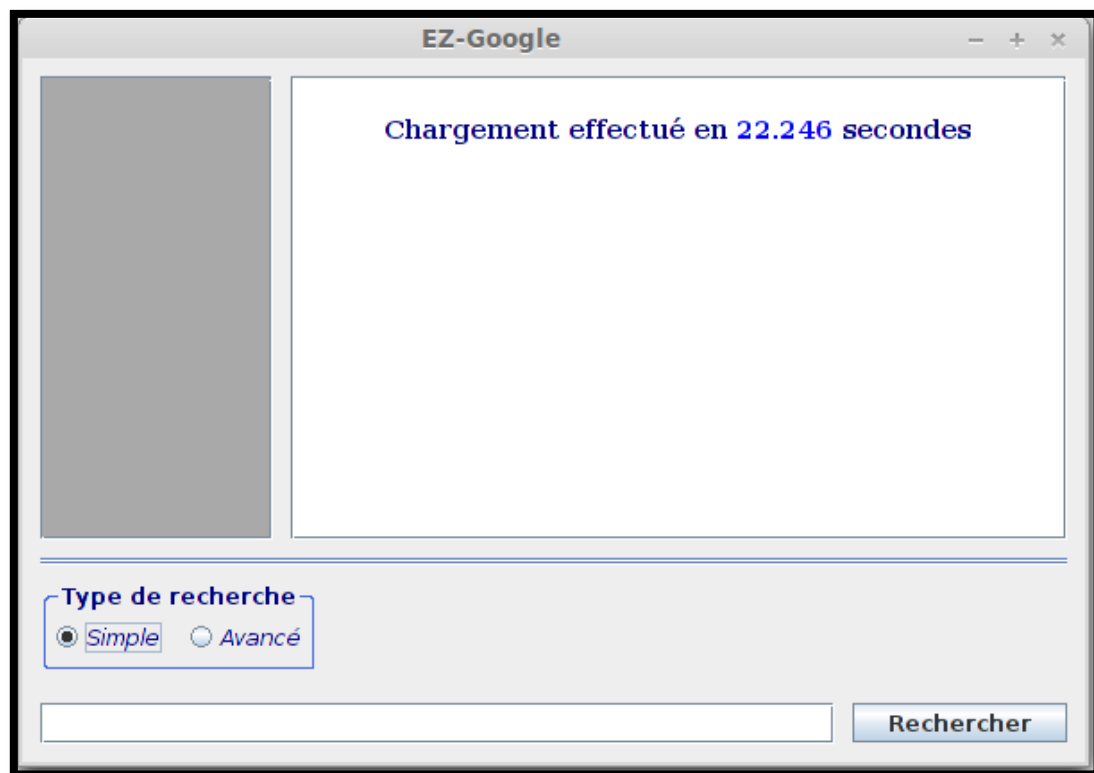 EZ-Google
Chargement effectué en 22.246 secondes
Type de recherche
Simple Avancé
Rechercher